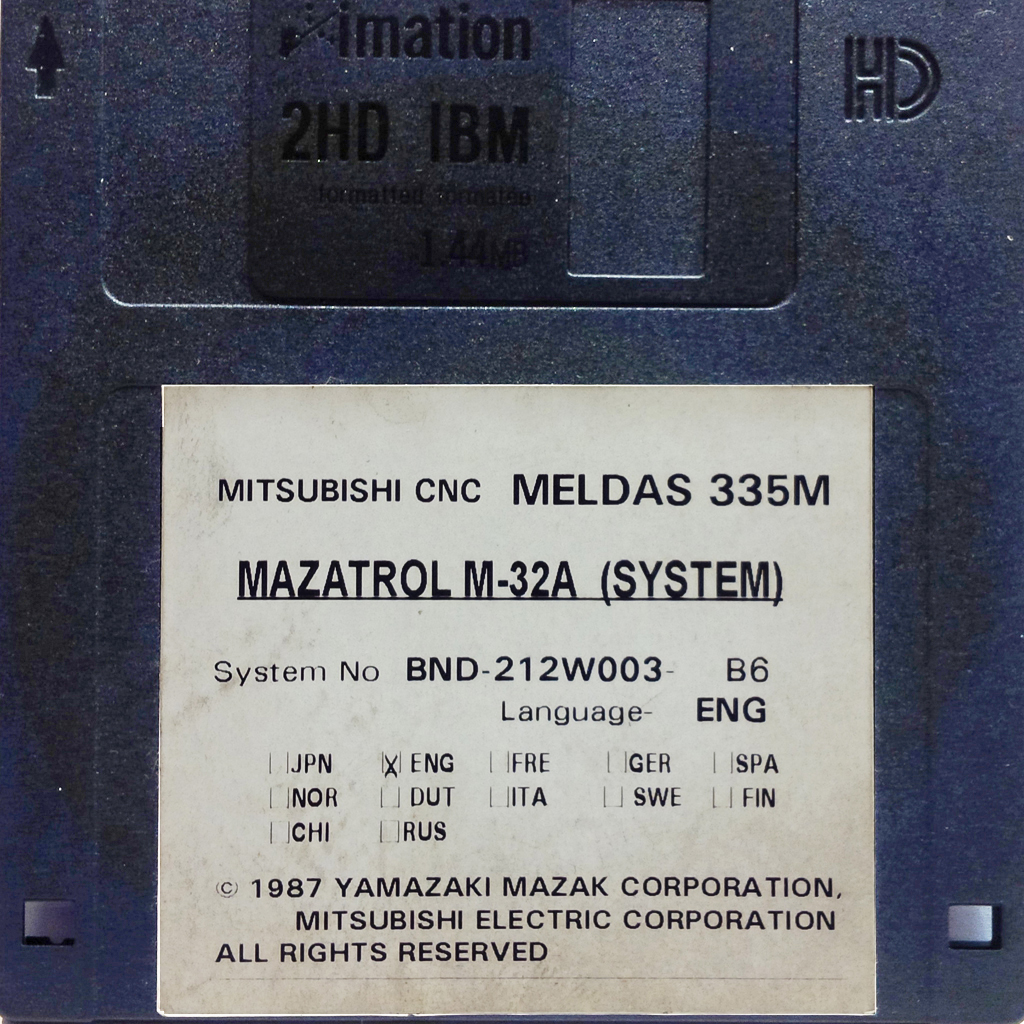 imation
HD
2HD IBM
formatted formatée
1.44MB
MITSUBISHI CNC MELDAS 335M
MAZATROL M-32A (SYSTEM)
System No BND-212W003- B6
Language- ENG
JPN ENG FRE GER SPA
NOR DUT ITA SWE FIN
CHI RUS
© 1987 YAMAZAKI MAZAK CORPORATION,
MITSUBISHI ELECTRIC CORPORATION
ALL RIGHTS RESERVED